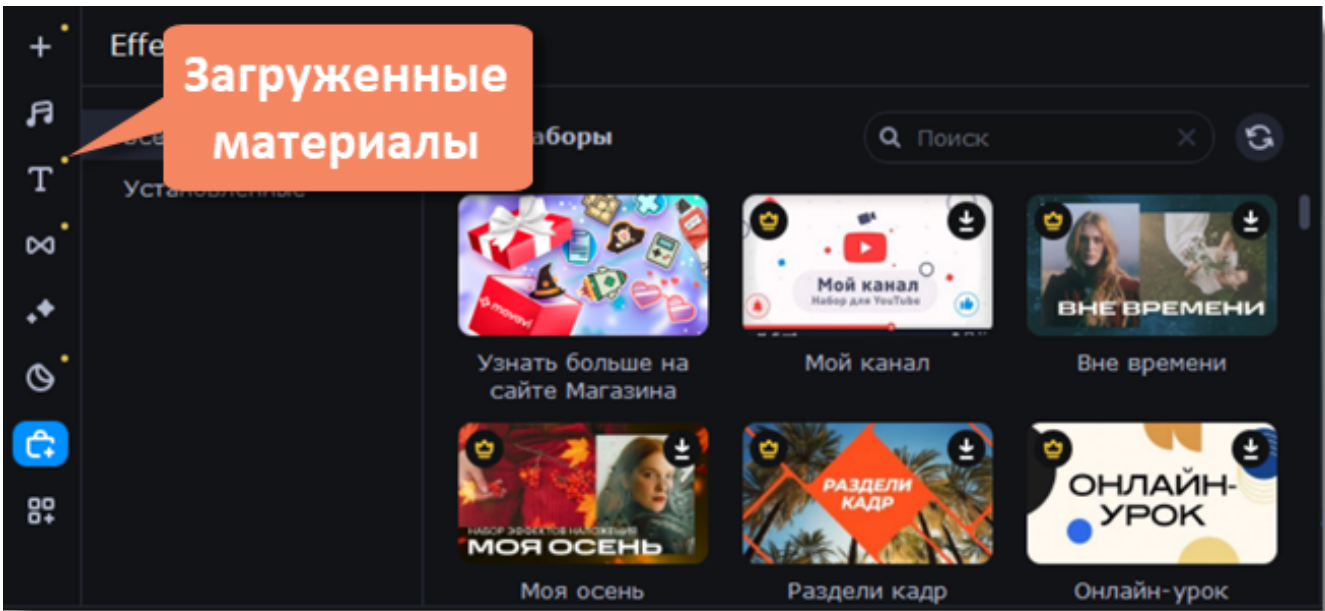 Effe
Загруженные
материалы
аборы
Поиск
Установленные
movavi
Мой канал
Набор для YouTube
ВНЕ ВРЕМЕНИ
Узнать больше на
сайте Магазина
Мой канал
Вне времени
НАБОР ЭФФЕКТОВ НАЛОЖЕНИЯ
МОЯ ОСЕНЬ
РАЗДЕЛИ
КАДР
ОНЛАЙН-
УРОК
Моя осень
Раздели кадр
Онлайн-урок